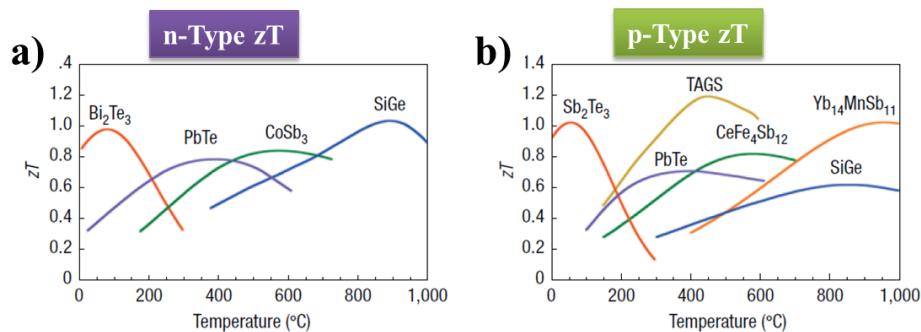 n-Type zT
p-Type zT
a)
.4
1.2
1.0
0.8
0.6
0.4
0.2
0
zT
Bi₂Te₃
PbTe
CoSb₃
SiGe
0
200
400
600
800
1,000
Temperature (°C)
b)
1.4
1.2
1.0
0.8
0.6
0.4
0.2
0
zT
Sb₂Te₃
TAGS
Yb₁₄MnSb₁₁
CeFe₄Sb₁₂
PbTe
SiGe
0
200
400
600
800
1,000
Temperature (°C)